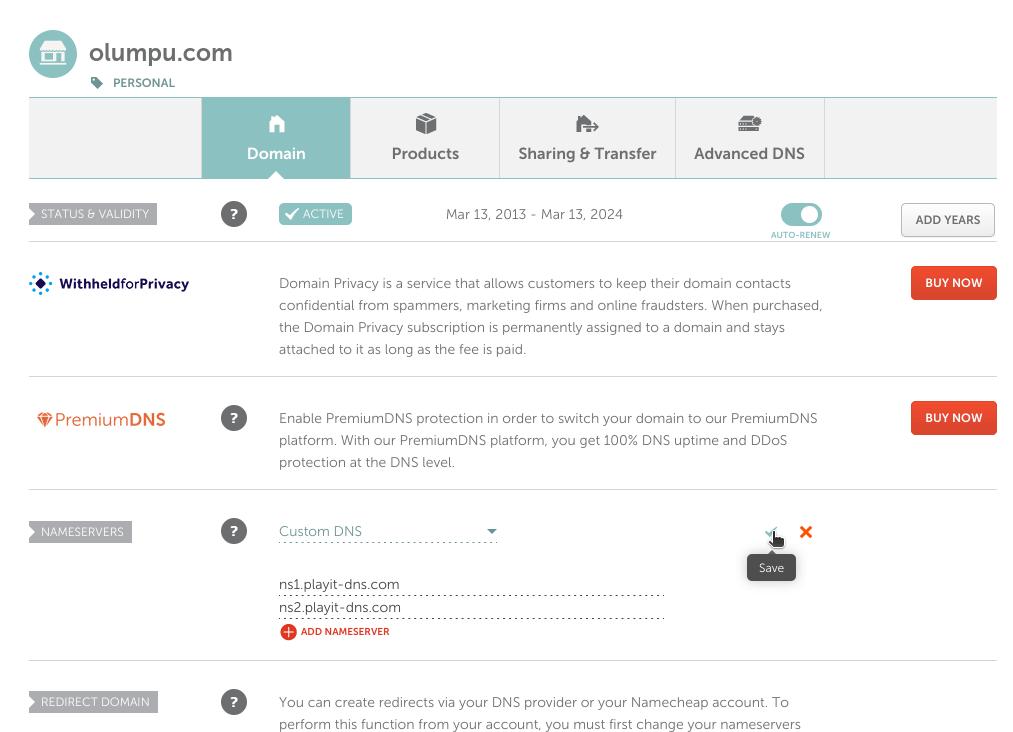 olumpu.com
PERSONAL
Domain
Products
Sharing & Transfer
Advanced DNS
STATUS & VALIDITY
?
ACTIVE
Mar 13, 2013 - Mar 13, 2024
AUTO-RENEW
ADD YEARS
WithheldforPrivacy
Domain Privacy is a service that allows customers to keep their domain contacts
confidential from spammers, marketing firms and online fraudsters. When purchased,
the Domain Privacy subscription is permanently assigned to a domain and stays
attached to it as long as the fee is paid.
BUY NOW
PremiumDNS
?
Enable PremiumDNS protection in order to switch your domain to our PremiumDNS
platform. With our PremiumDNS platform, you get 100% DNS uptime and DDoS
protection at the DNS level.
BUY NOW
NAMESERVERS
?
Custom DNS
Save
ns1.playit-dns.com
ns2.playit-dns.com
ADD NAMESERVER
REDIRECT DOMAIN
?
You can create redirects via your DNS provider or your Namecheap account. To
perform this function from your account, you must first change your nameservers